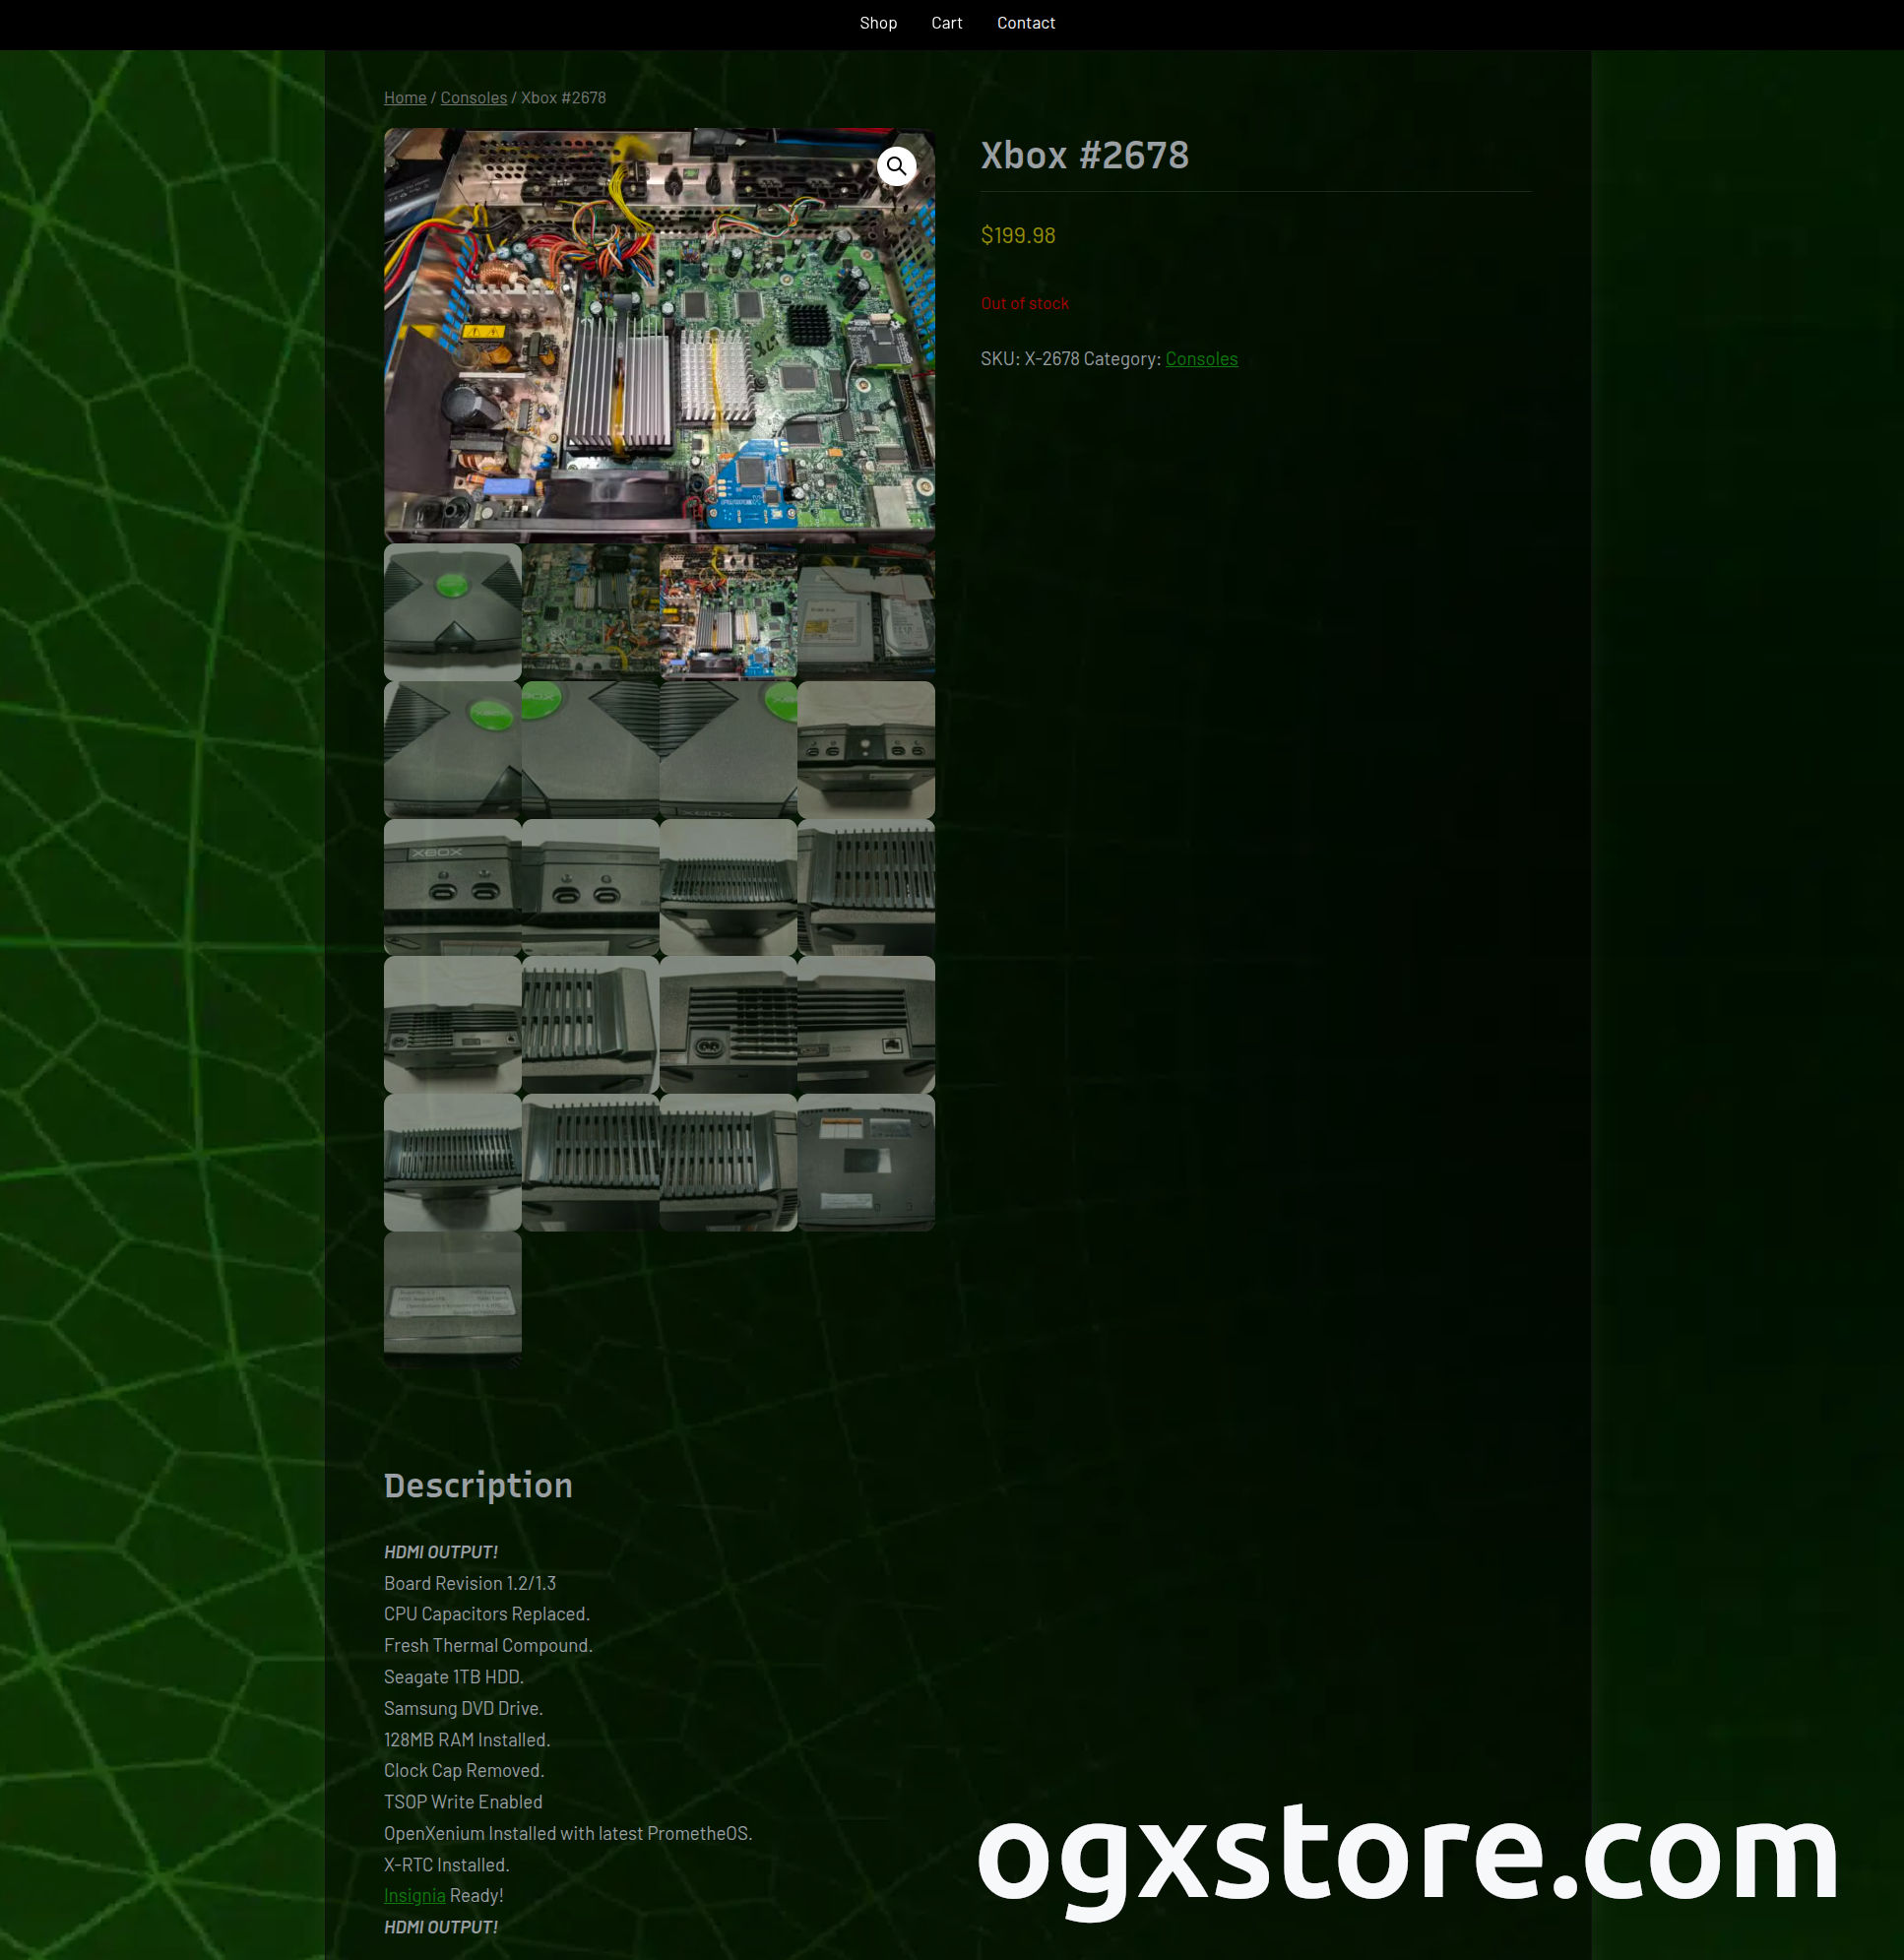 Shop Cart Contact
Home / Consoles / Xbox #2678
Xbox #2678
$199.98
Out of stock
SKU: X-2678 Category: Consoles
XBOX
Description
HDMI OUTPUT!
Board Revision 1.2/1.3
CPU Capacitors Replaced.
Fresh Thermal Compound.
Seagate 1TB HDD.
Samsung DVD Drive.
128MB RAM Installed.
Clock Cap Removed.
TSOP Write Enabled
OpenXenium Installed with latest PrometheOS.
X-RTC Installed.
Insignia Ready!
HDMI OUTPUT!
ogxstore.com